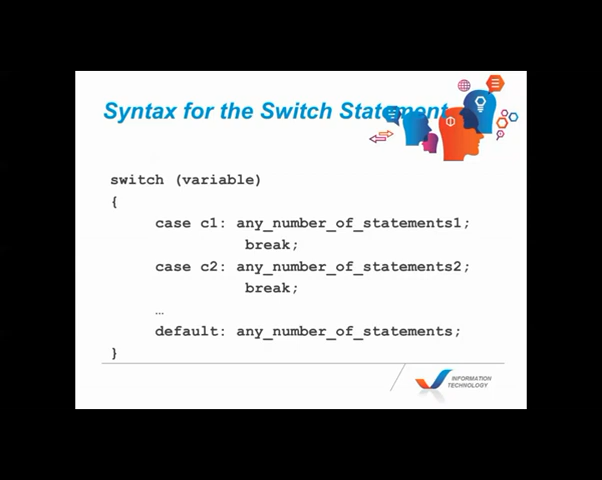 Syntax for the Switch Statement
switch (variable)
{
case c1: any_number_of_statements1;
break;
case c2: any_number_of_statements2;
break;
…
default: any_number_of_statements;
}
INFORMATION
TECHNOLOGY